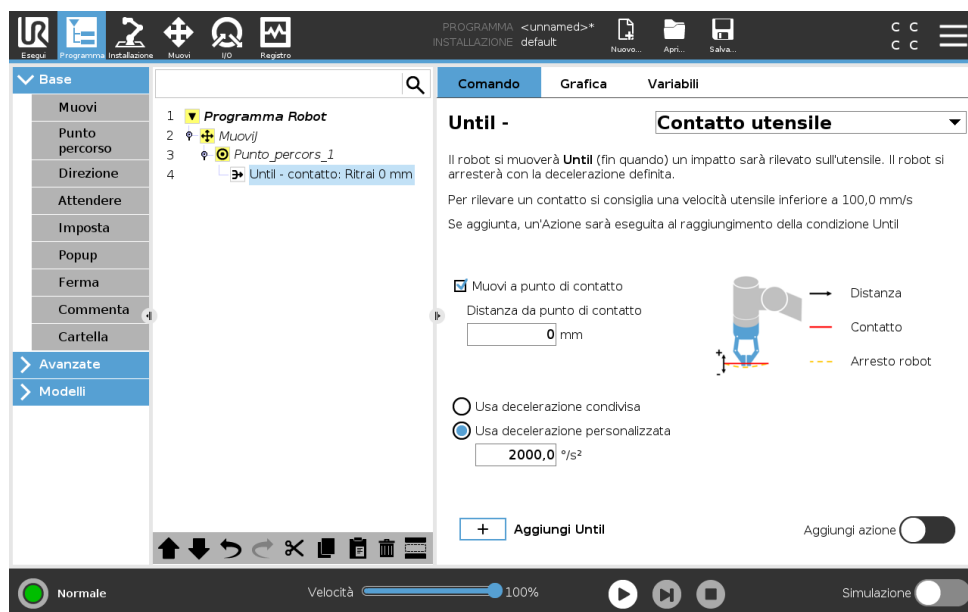 UR
Esegui
Programma
Installazione
Muovi
I/O
Registro
PROGRAMMA <unnamed>*
INSTALLAZIONE default
Nuovo...
Apri...
Salva...
C C
C C
Base
Muovi
Punto
percorso
Direzione
Attendere
Imposta
Popup
Ferma
Commenta
Cartella
Avanzate
Modelli
1 Programma Robot
2 MuoviJ
3 Punto_percors_1
4 Until - contatto: Ritrai 0 mm
Comando Grafica Variabili
Until - Contatto utensile
Il robot si muoverà Until (fin quando) un impatto sarà rilevato sull'utensile. Il robot si
arresterà con la decelerazione definita.
Per rilevare un contatto si consiglia una velocità utensile inferiore a 100,0 mm/s
Se aggiunta, un'Azione sarà eseguita al raggiungimento della condizione Until
Muovi a punto di contatto
Distanza da punto di contatto
0 mm
+
-
Distanza
Contatto
Arresto robot
Usa decelerazione condivisa
Usa decelerazione personalizzata
2000,0 °/s²
+ Aggiungi Until
Aggiungi azione
Normale
Velocità 100%
Simulazione